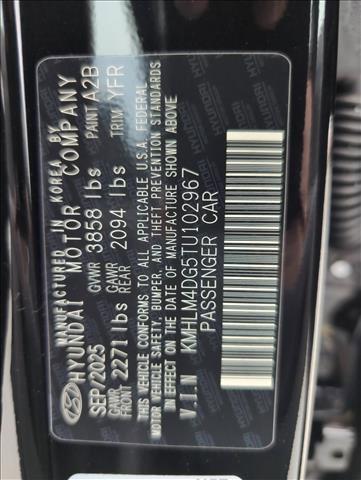 MANUFACTURED IN KOREA BY
HYUNDAI MOTOR COMPANY
SEP/2025 GVWR 3858 lbs PAINT A2B
GAWR FRONT 2271 lbs GAWR REAR 2094 lbs TRIM YFR
THIS VEHICLE CONFORMS TO ALL APPLICABLE U.S.A. FEDERAL
MOTOR VEHICLE SAFETY, BUMPER, AND THEFT PREVENTION STANDARDS
IN EFFECT ON THE DATE OF MANUFACTURE SHOWN ABOVE.
V.I.N KMHLM4DG5TU102967
PASSENGER CAR